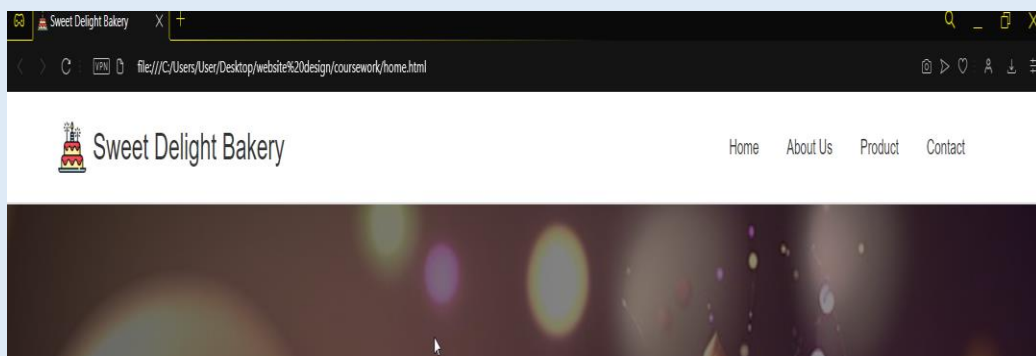 Sweet Delight Bakery
VPN file:///C:/Users/User/Desktop/website%20design/coursework/home.html
Sweet Delight Bakery Home About Us Product Contact